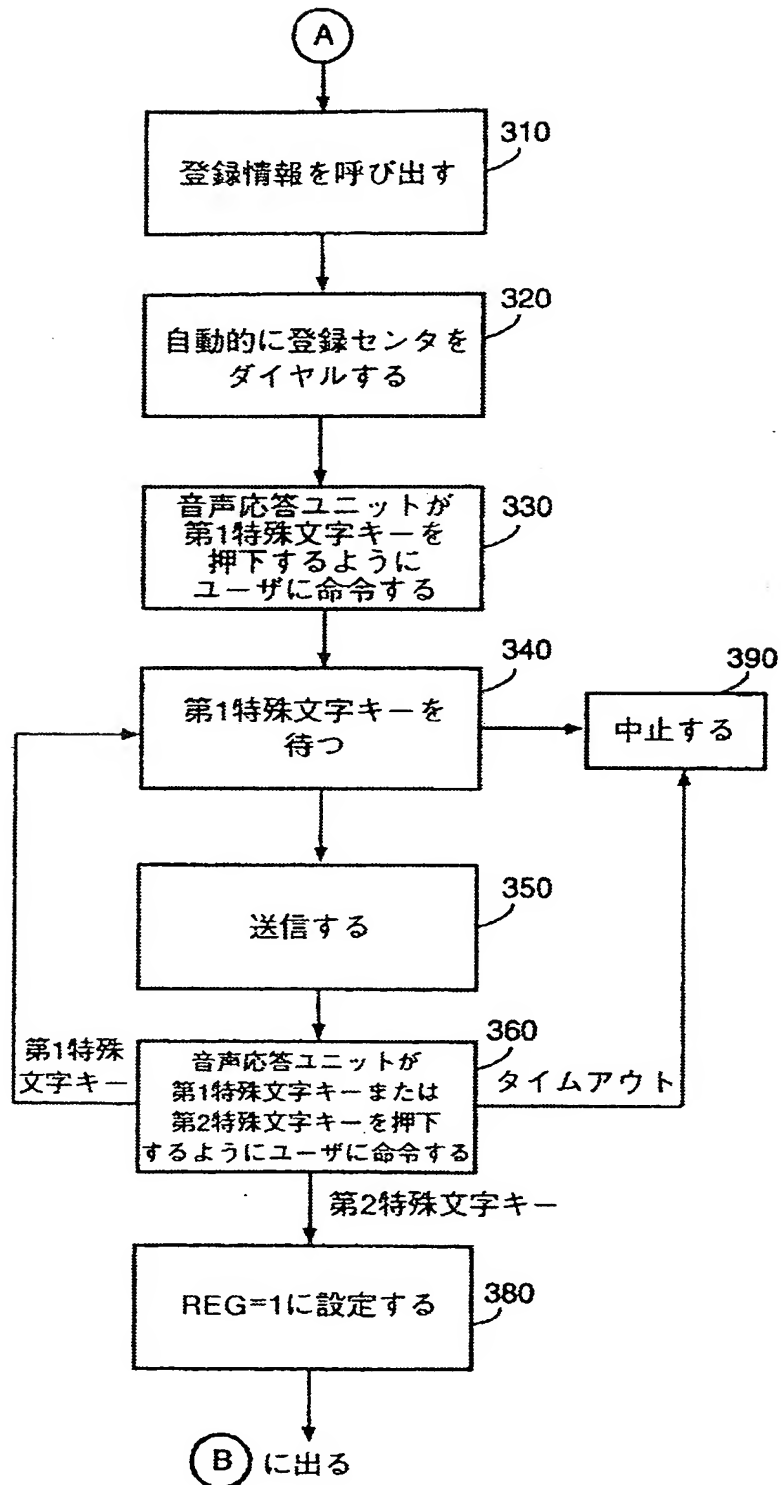 A
310
登録情報を呼び出す
320
自動的に登録センタを
ダイヤルする
330
音声応答ユニットが
第1特殊文字キーを
押下するように
ユーザに命令する
340
第1特殊文字キーを
待つ
390
中止する
350
送信する
360
音声応答ユニットが
第1特殊文字キーまたは
第2特殊文字キーを押下
するようにユーザに命令する
第1特殊
文字キー
タイムアウト
第2特殊文字キー
380
REG=1に設定する
B に出る